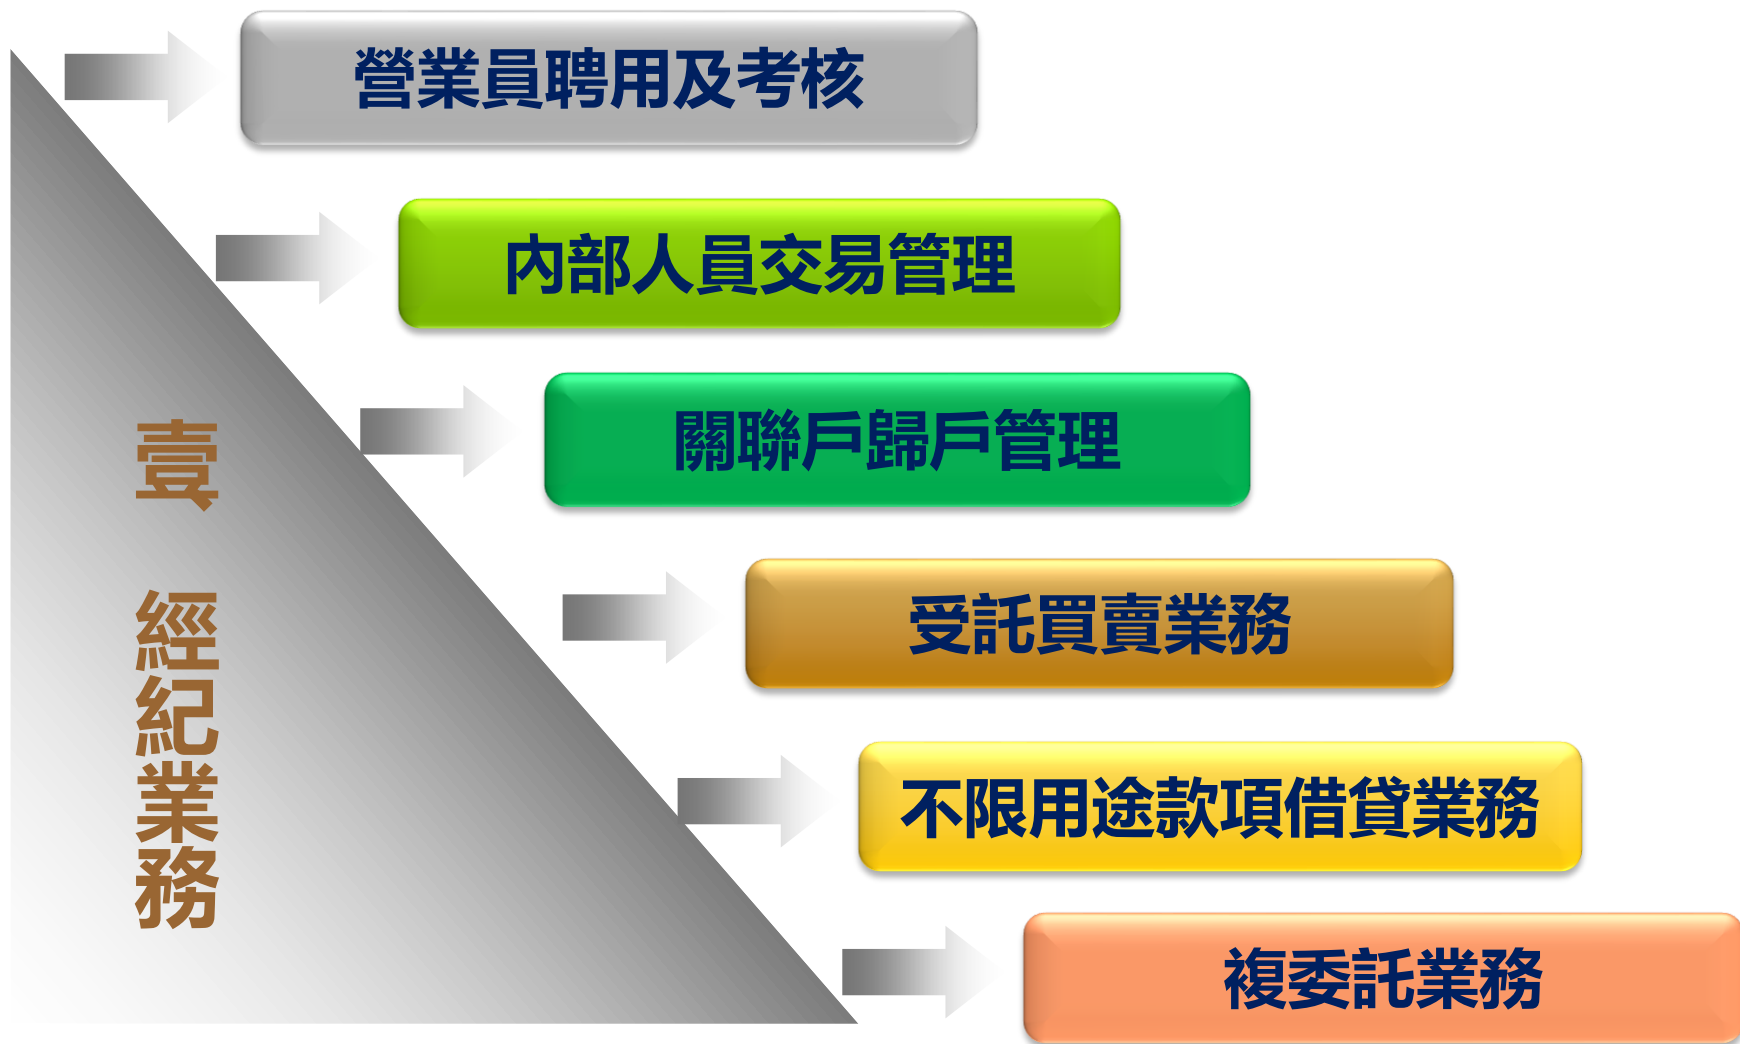 營業員聘用及考核
內部人員交易管理
關聯戶歸戶管理
受託買賣業務
不限用途款項借貸業務
複委託業務
壹 經紀業務